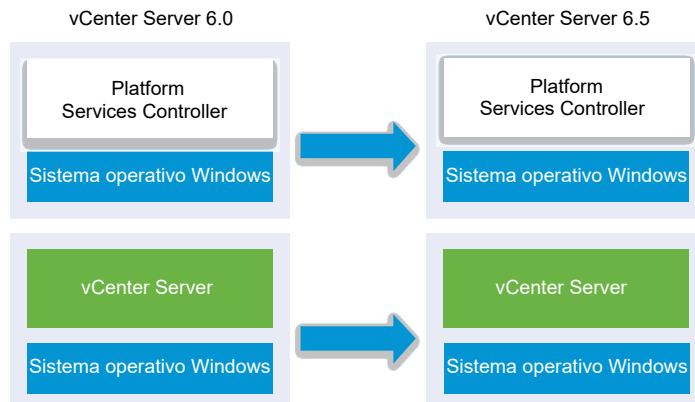 vCenter Server 6.0
vCenter Server 6.5
Platform
Services Controller
Platform
Services Controller
Sistema operativo Windows
Sistema operativo Windows
vCenter Server
vCenter Server
Sistema operativo Windows
Sistema operativo Windows